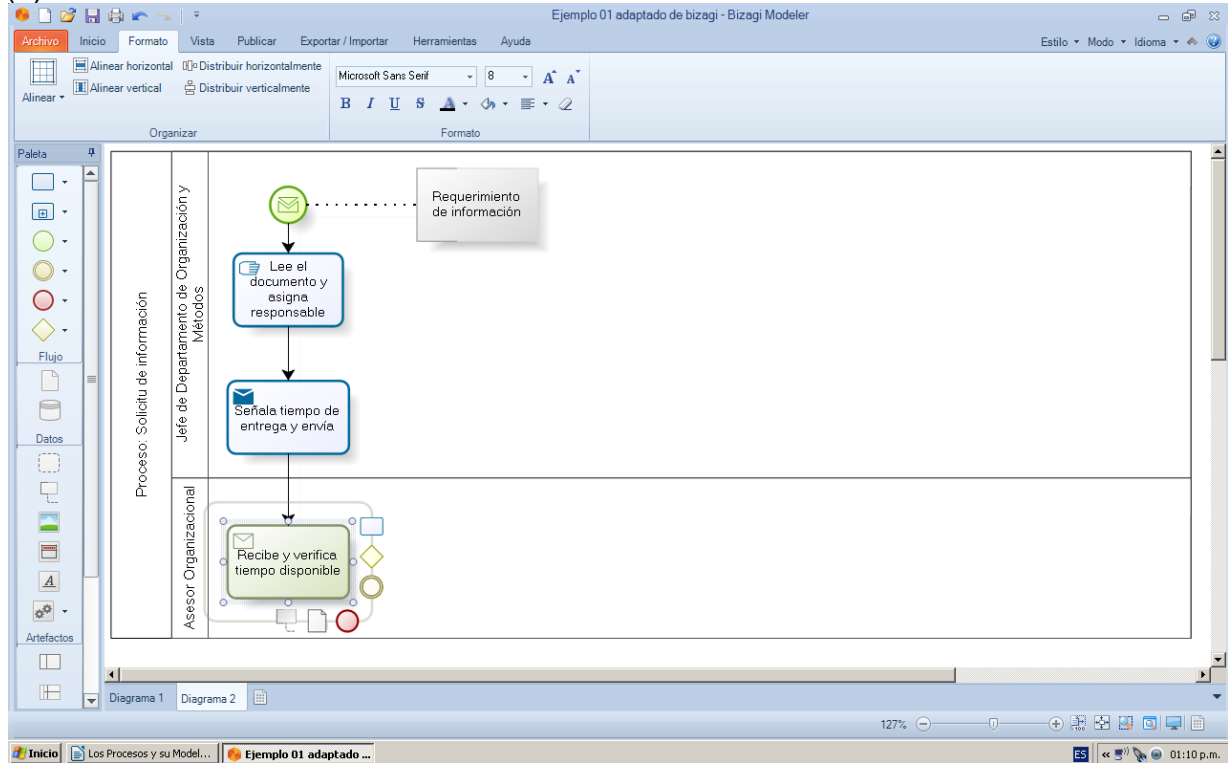 Ejemplo 01 adaptado de bizagi - Bizagi Modeler
Archivo Inicio Formato Vista Publicar Exportar / Importar Herramientas Ayuda Estilo Modo Idioma
Alinear
Alinear horizontal
Alinear vertical
Distribuir horizontalmente
Distribuir verticalmente
Organizar
Microsoft Sans Serif 8 A A
B I U S A
Formato
Paleta
Flujo
Datos
A
Artefactos
Proceso: Solicitu de información
Jefe de Departamento de Organización y
Métodos
Requerimiento
de información
Lee el
documento y
asigna
responsable
Señala tiempo de
entrega y envía
Asesor Organizacional
Recibe y verifica
tiempo disponible
Diagrama 1 Diagrama 2
127%
Inicio Los Procesos y su Model... Ejemplo 01 adaptado ... ES 01:10 p.m.